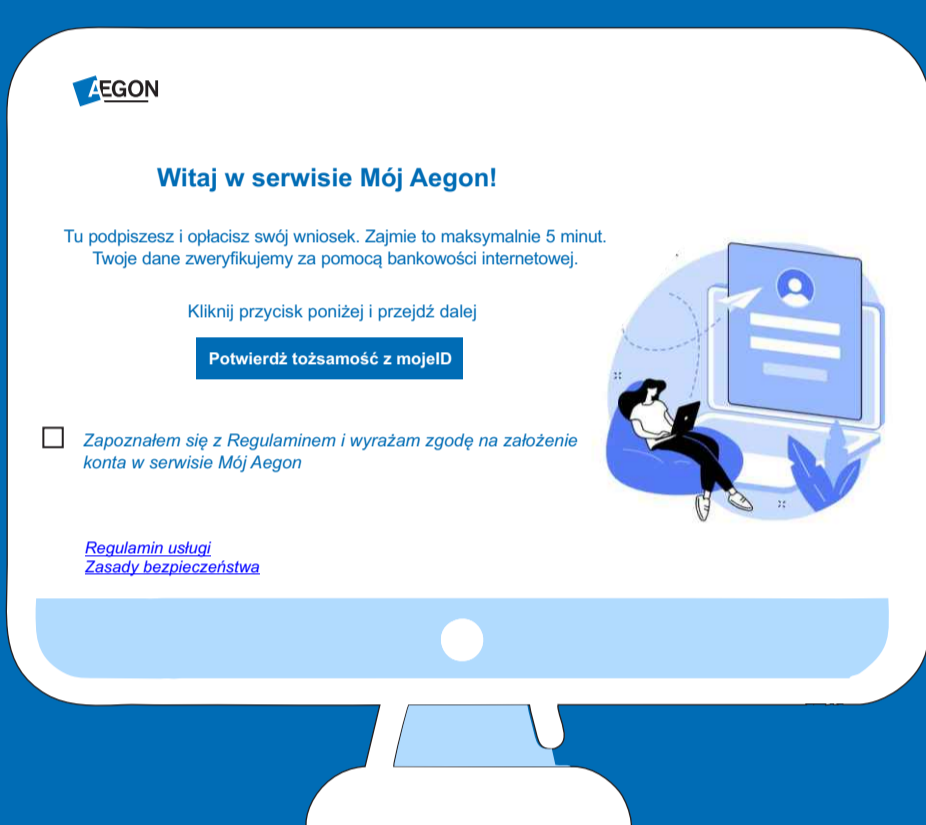 AEGON
Witaj w serwisie Mój Aegon!
Tu podpiszesz i opłacisz swój wniosek. Zajmie to maksymalnie 5 minut.
Twoje dane zweryfikujemy za pomocą bankowości internetowej.
Kliknij przycisk poniżej i przejdź dalej
Potwierdź tożsamość z mojeID
Zapoznałem się z Regulaminem i wyrażam zgodę na założenie
konta w serwisie Mój Aegon
Regulamin usługi
Zasady bezpieczeństwa